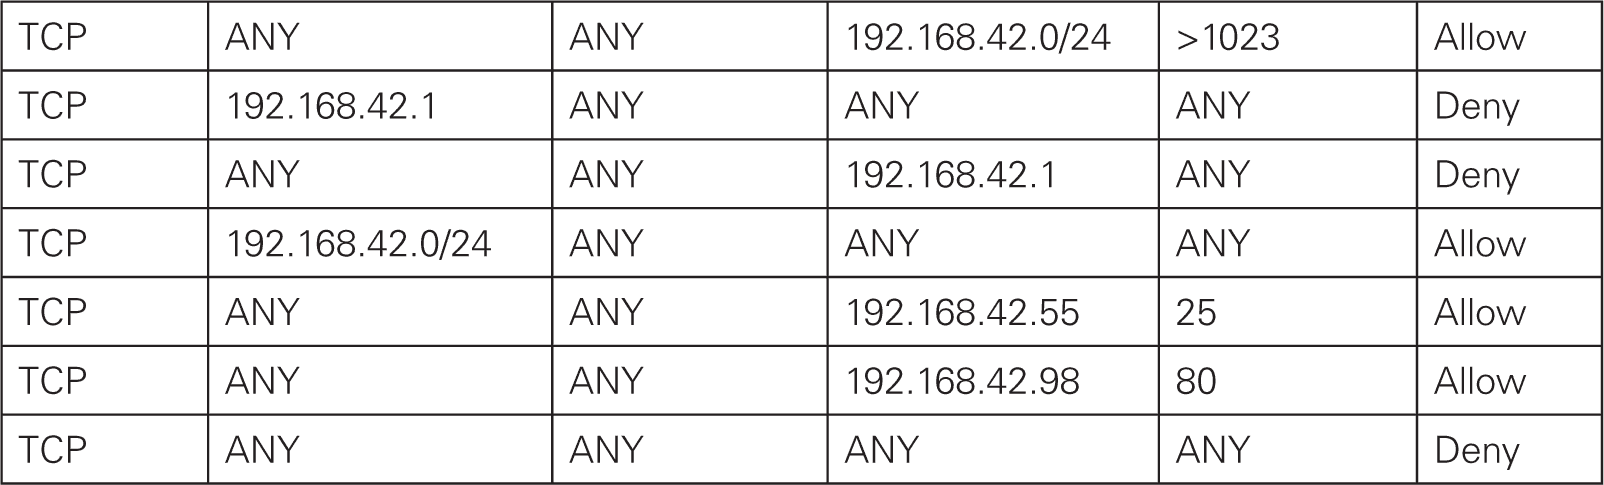 TCP ANY ANY 192.168.42.0/24 >1023 Allow
TCP 192.168.42.1 ANY ANY ANY Deny
TCP ANY ANY 192.168.42.1 ANY Deny
TCP 192.168.42.0/24 ANY ANY ANY Allow
TCP ANY ANY 192.168.42.55 25 Allow
TCP ANY ANY 192.168.42.98 80 Allow
TCP ANY ANY ANY ANY Deny